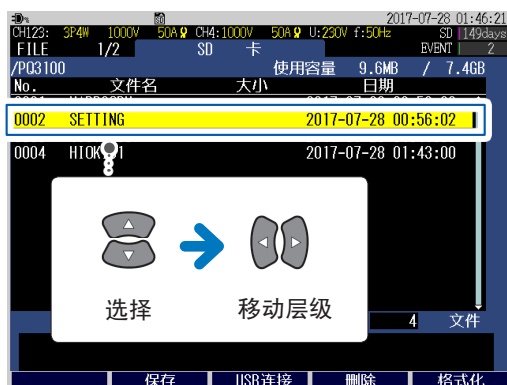 2017-07-28 01:46:21
CH123: 3P4W 1000V 50A CH4:1000V 50A U:230V f:50Hz SD 149days
FILE 1/2 SD 卡 EVENT 2
/PQ3100 使用容量 9.6MB / 7.4GB
No. 文件名 大小 日期
0002 SETTING 2017-07-28 00:56:02
0004 2017-07-28 01:43:00
选择 移动层级
4 文件
保存 USB连接 删除 格式化